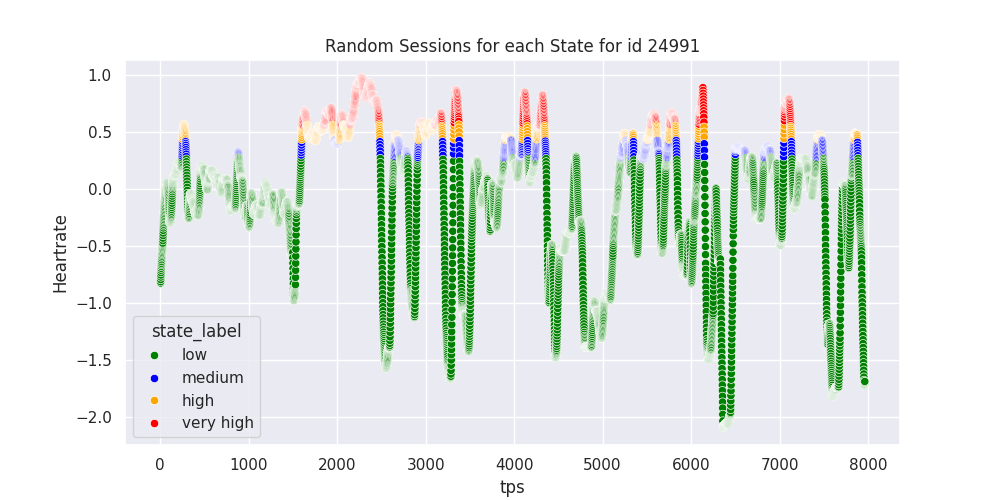 Random Sessions for each State for id 24991
1.0
0.5
0.0
−0.5
−1.0
−1.5
−2.0
Heartrate
state_label
low
medium
high
very high
0 1000 2000 3000 4000 5000 6000 7000 8000
tps